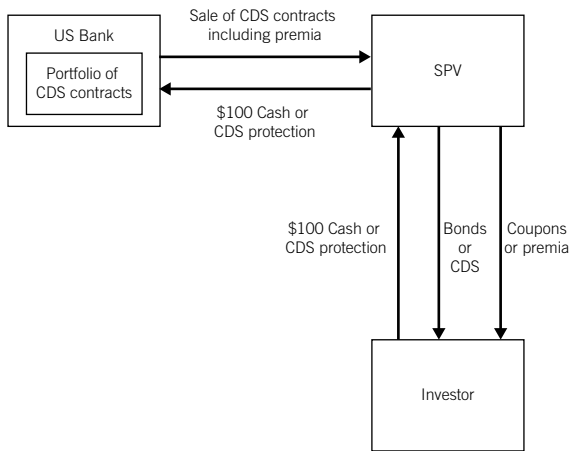 Sale of CDS contracts
including premia
US Bank
Portfolio of
CDS contracts
SPV
$100 Cash or
CDS protection
$100 Cash or
CDS protection
Bonds
or
CDS
Coupons
or premia
Investor